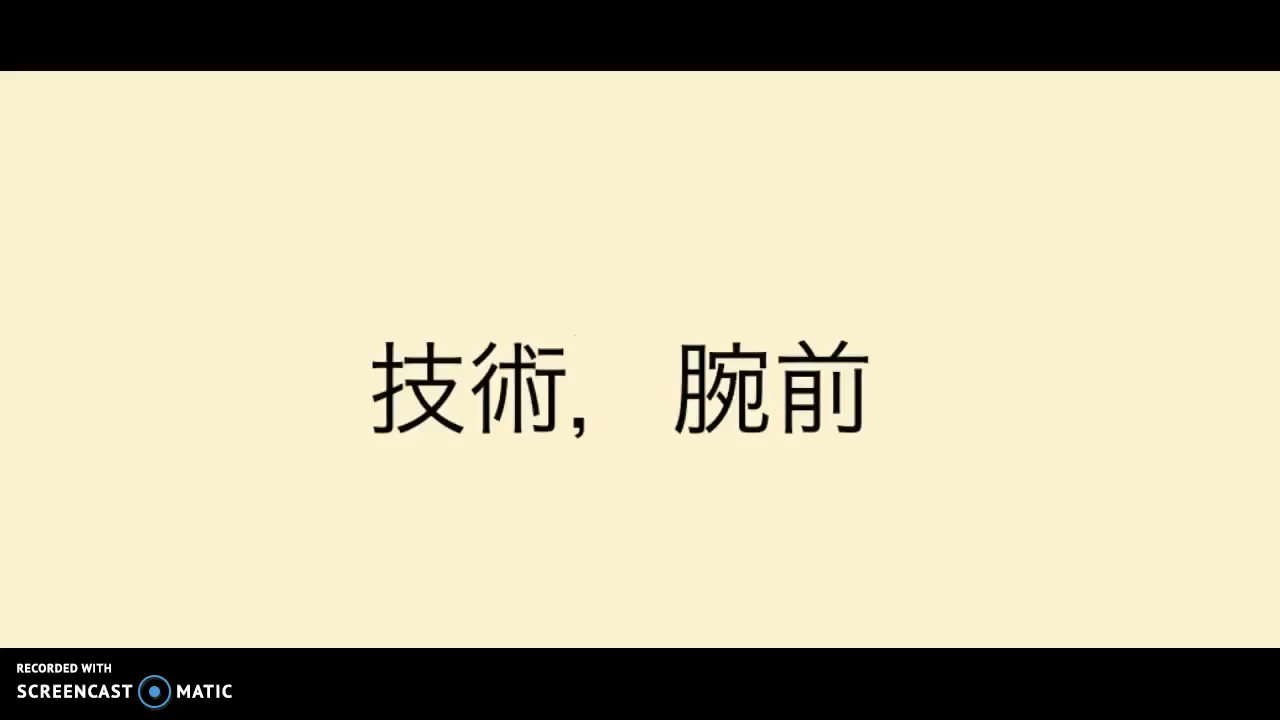 技術, 腕前
RECORDED WITH
SCREENCAST MATIC